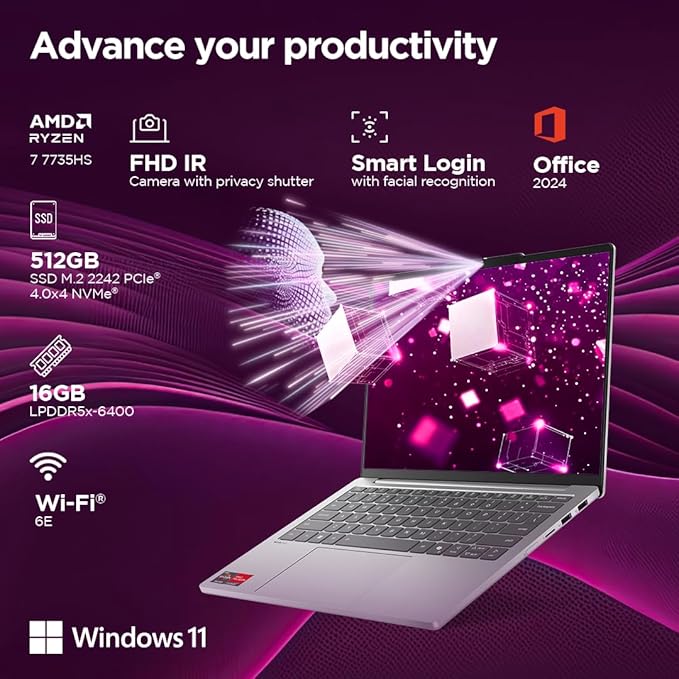 Advance your productivity
AMD
RYZEN
7 7735HS
FHD IR
Camera with privacy shutter
Smart Login
with facial recognition
Office
2024
SSD
512GB
SSD M.2 2242 PCIe®
4.0x4 NVMe®
16GB
LPDDR5x-6400
Wi-Fi®
6E
Windows 11